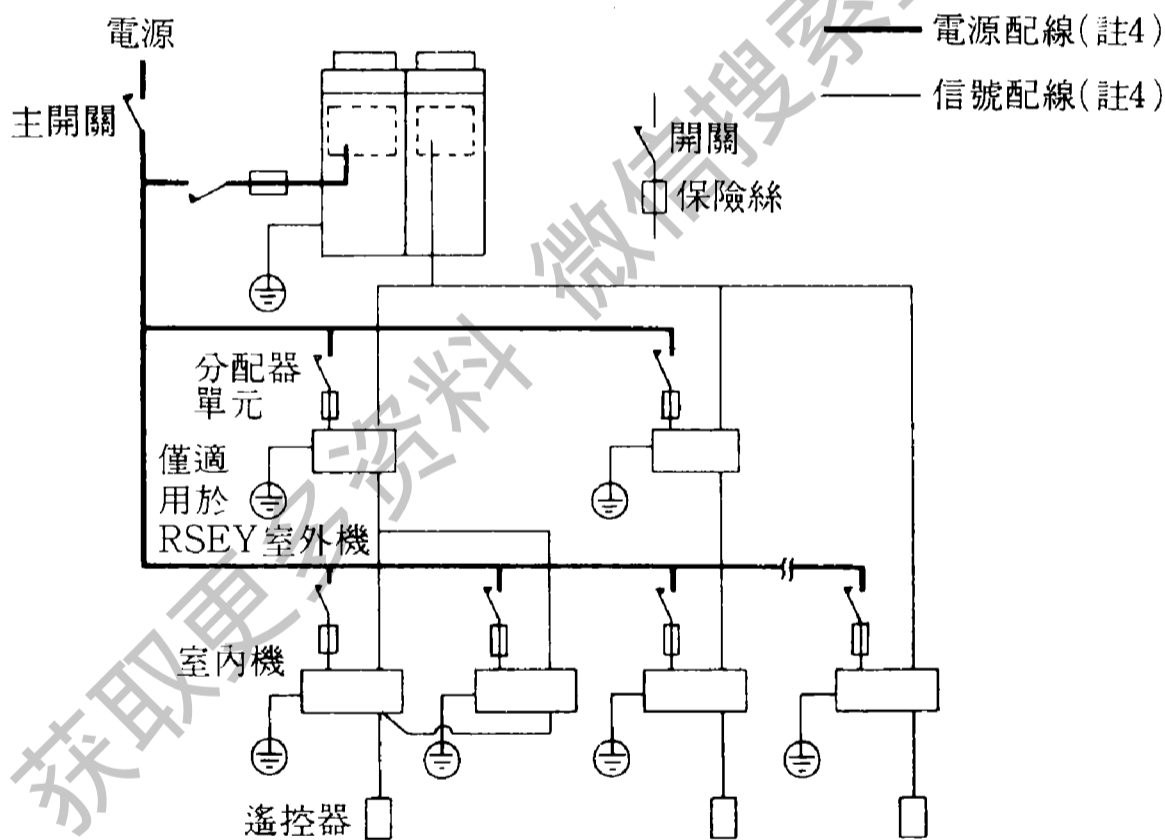 電源
電源配線(註4)
信號配線(註4)
主開關
開關
保險絲
分配器
單元
僅適
用於
RSEY室外機
室內機
遙控器
获取更多资料 微信搜索